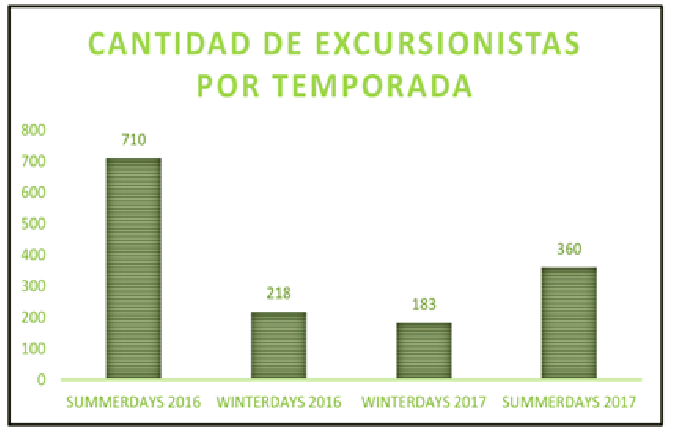 CANTIDAD DE EXCURSIONISTAS
POR TEMPORADA
800
700
600
500
400
300
200
100
0
710
218
183
360
SUMMERDAYS 2016
WINTERDAYS 2016
WINTERDAYS 2017
SUMMERDAYS 2017